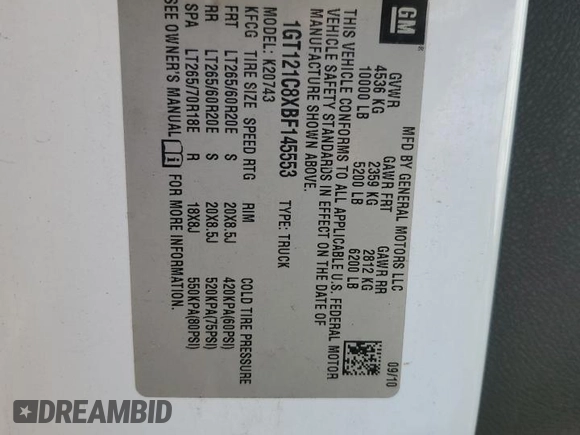 GM ®
MFD BY GENERAL MOTORS LLC 09/10
GVWR GAWR FRT GAWR RR
4536 KG 2359 KG 2812 KG
10000 LB 5200 LB 6200 LB
THIS VEHICLE CONFORMS TO ALL APPLICABLE U.S. FEDERAL MOTOR
VEHICLE SAFETY STANDARDS IN EFFECT ON THE DATE OF
MANUFACTURE SHOWN ABOVE.
1GT121C8XBF145553 TYPE: TRUCK
MODEL: K20743
KFGG TIRE SIZE SPEED RTG RIM COLD TIRE PRESSURE
FRT LT265/60R20E S 20X8.5J 420KPA(60PSI)
RR LT265/60R20E S 20X8.5J 520KPA(75PSI)
SPA LT265/70R18E R 18X8J 550KPA(80PSI)
SEE OWNER'S MANUAL FOR MORE INFORMATION.
DREAMBID